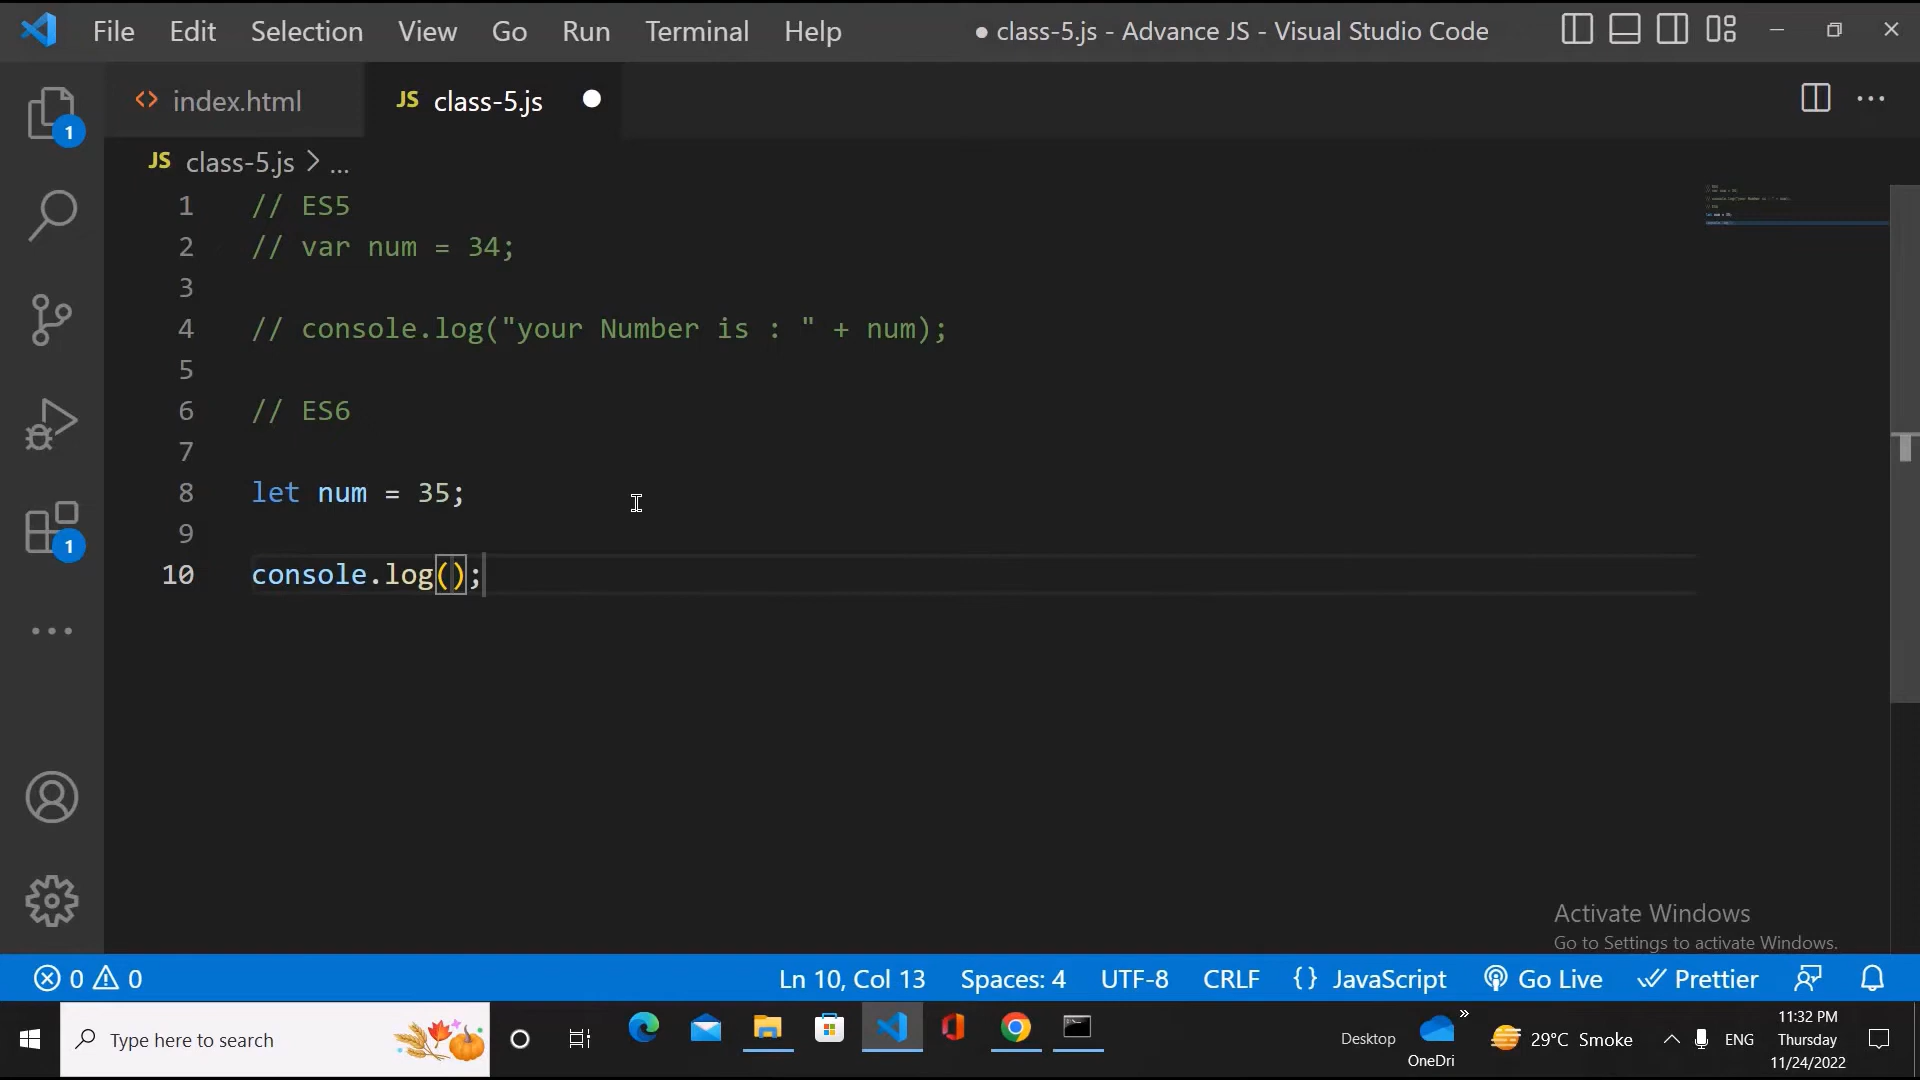 File Edit Selection View Go Run Terminal Help ● class-5.js - Advance JS - Visual Studio Code
<> index.html JS class-5.js ●
JS class-5.js > ...
1 // ES5
2 // var num = 34;
3
4 // console.log("your Number is : " + num);
5
6 // ES6
7
8 let num = 35;
9
10 console.log();
1
1
Activate Windows
Go to Settings to activate Windows.
0 0 Ln 10, Col 13 Spaces: 4 UTF-8 CRLF {} JavaScript Go Live Prettier
Type here to search Desktop OneDri » 29°C Smoke ENG
11:32 PM
Thursday
11/24/2022